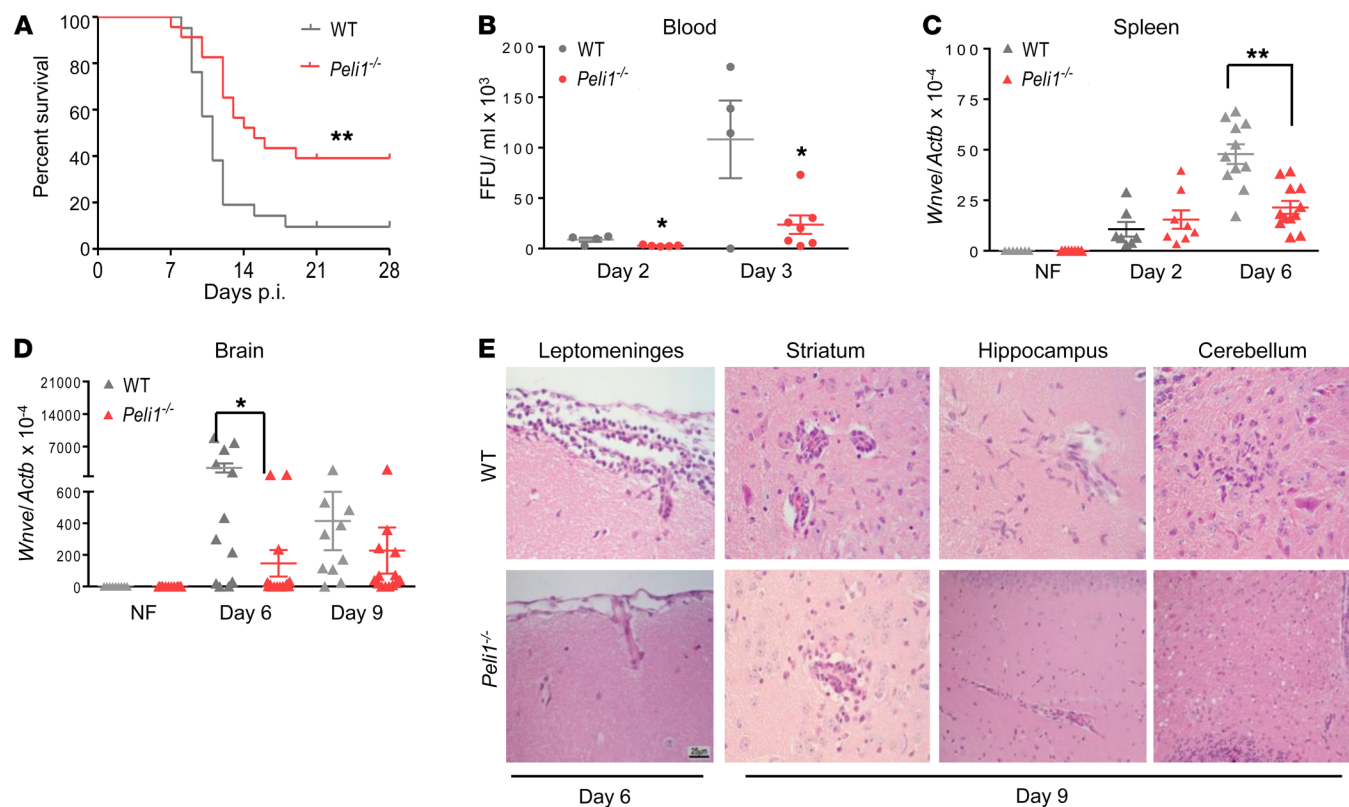 A
100
80
60
40
20
0
Percent survival
0 7 14 21 28
Days p.i.
WT
Peli1-/-
**
B
Blood
WT
Peli1-/-
200
150
100
50
0
FFU/ ml x 10³
*
*
Day 2 Day 3
C
Spleen
WT
Peli1-/-
100
75
50
25
0
Wnve/Actb x 10⁻⁴
**
NF Day 2 Day 6
D
Brain
WT
Peli1-/-
21000
14000
7000
600
400
200
0
Wnve/Actb x 10⁻⁴
*
NF Day 6 Day 9
E
Leptomeninges Striatum Hippocampus Cerebellum
WT
Peli1-/-
25µm
Day 6 Day 9